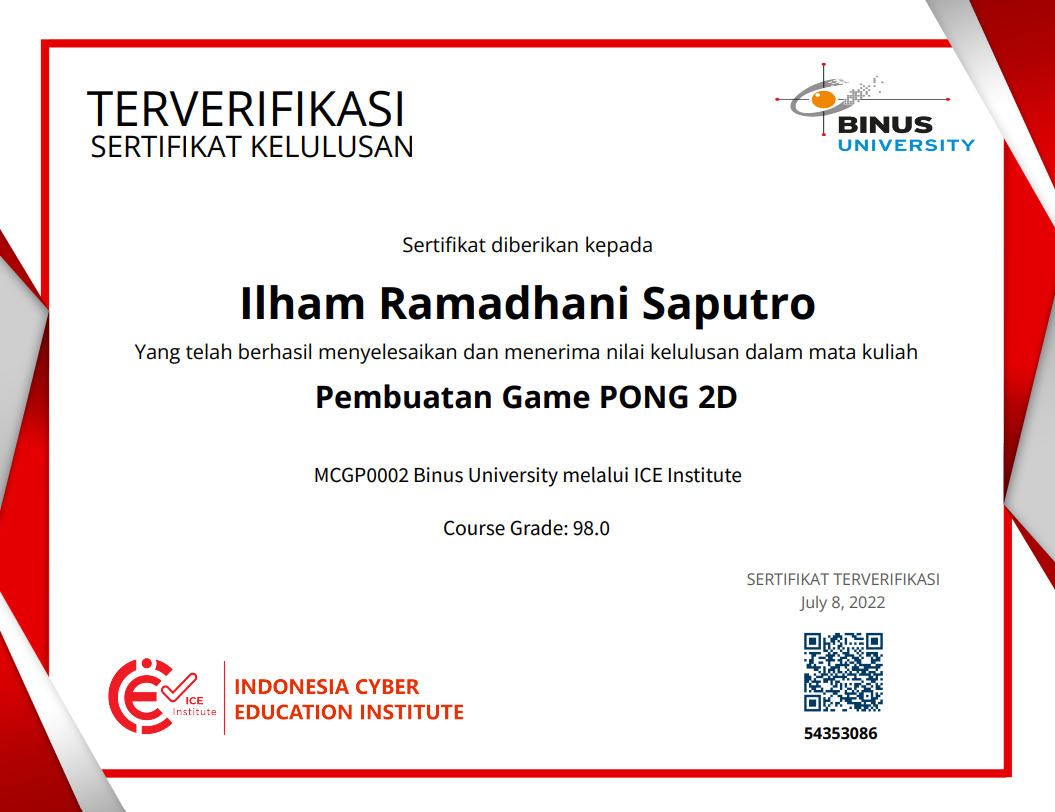 TERVERIFIKASI
SERTIFIKAT KELULUSAN
BINUS
UNIVERSITY
Sertifikat diberikan kepada
Ilham Ramadhani Saputro
Yang telah berhasil menyelesaikan dan menerima nilai kelulusan dalam mata kuliah
Pembuatan Game PONG 2D
MCGP0002 Binus University melalui ICE Institute
Course Grade: 98.0
SERTIFIKAT TERVERIFIKASI
July 8, 2022
ICE
Institute
INDONESIA CYBER
EDUCATION INSTITUTE
54353086